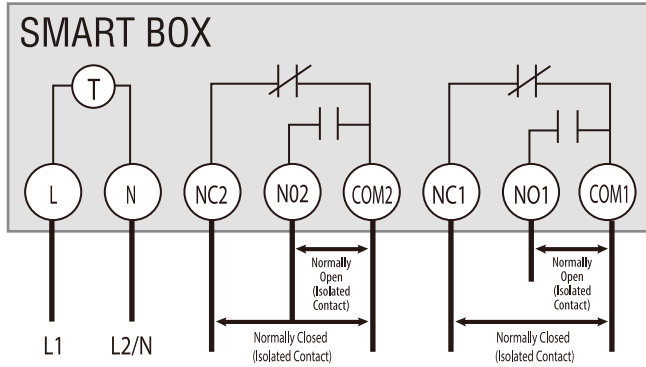 SMART BOX
T
L
N
NC2
N02
COM2
NC1
NO1
COM1
Normally
Open
(Isolated
Contact)
Normally
Open
(Isolated
Contact)
Normally Closed
(Isolated Contact)
Normally Closed
(Isolated Contact)
L1
L2/N